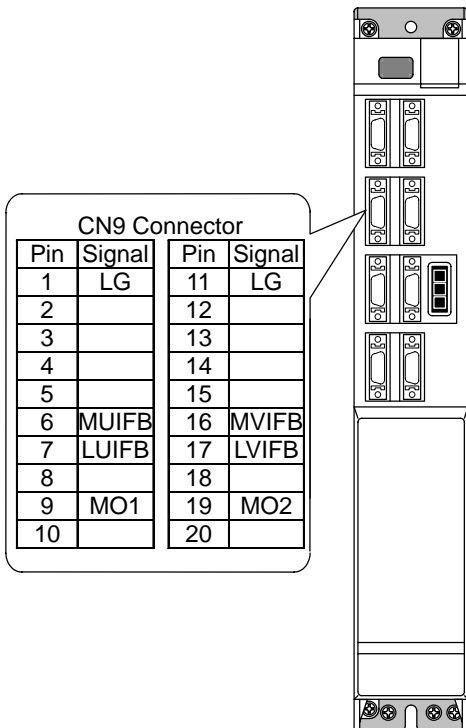 CN9 Connector
Pin Signal Pin Signal
1 LG 11 LG
2 12
3 13
4 14
5 15
6 MUIFB 16 MVIFB
7 LUIFB 17 LVIFB
8 18
9 MO1 19 MO2
10 20